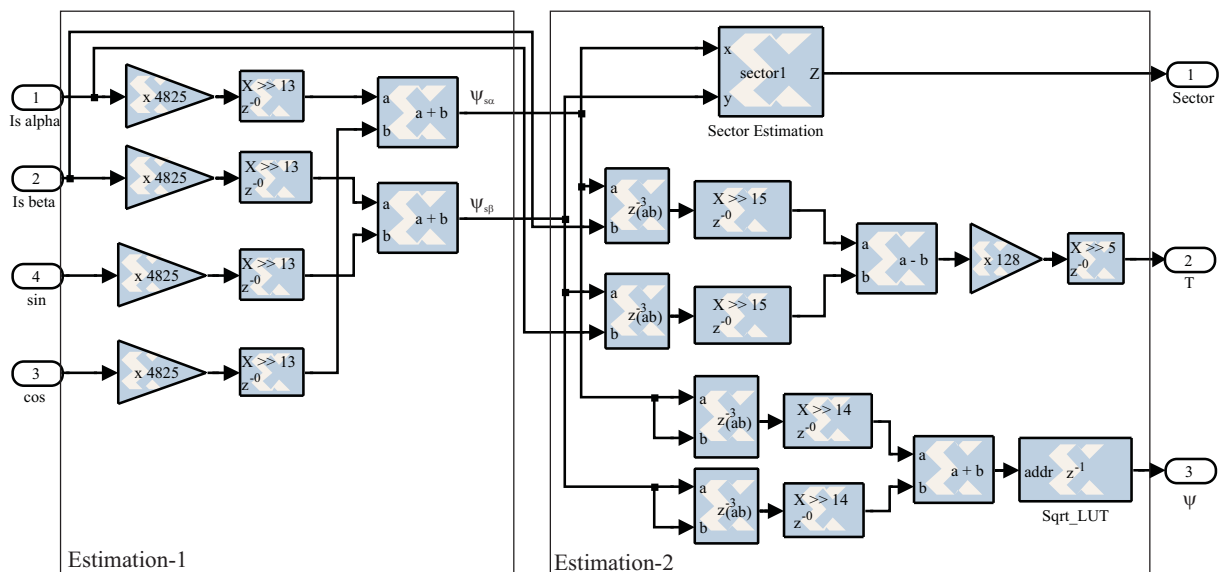 1
Is alpha
x 4825
X >> 13
z⁻⁰
a
b
a + b
ψsα
2
Is beta
x 4825
X >> 13
z⁻⁰
a
b
a + b
ψsβ
4
sin
x 4825
X >> 13
z⁻⁰
3
cos
x 4825
X >> 13
z⁻⁰
Estimation-1
x
y
sector1
Z
Sector Estimation
1
Sector
a
b
z⁻³(ab)
X >> 15
z⁻⁰
a
b
z⁻³(ab)
X >> 15
z⁻⁰
a
b
a - b
x 128
X >> 5
z⁻⁰
2
T
a
b
z⁻³(ab)
X >> 14
z⁻⁰
a
b
z⁻³(ab)
X >> 14
z⁻⁰
a
b
a + b
addr
z⁻¹
Sqrt_LUT
3
ψ
Estimation-2